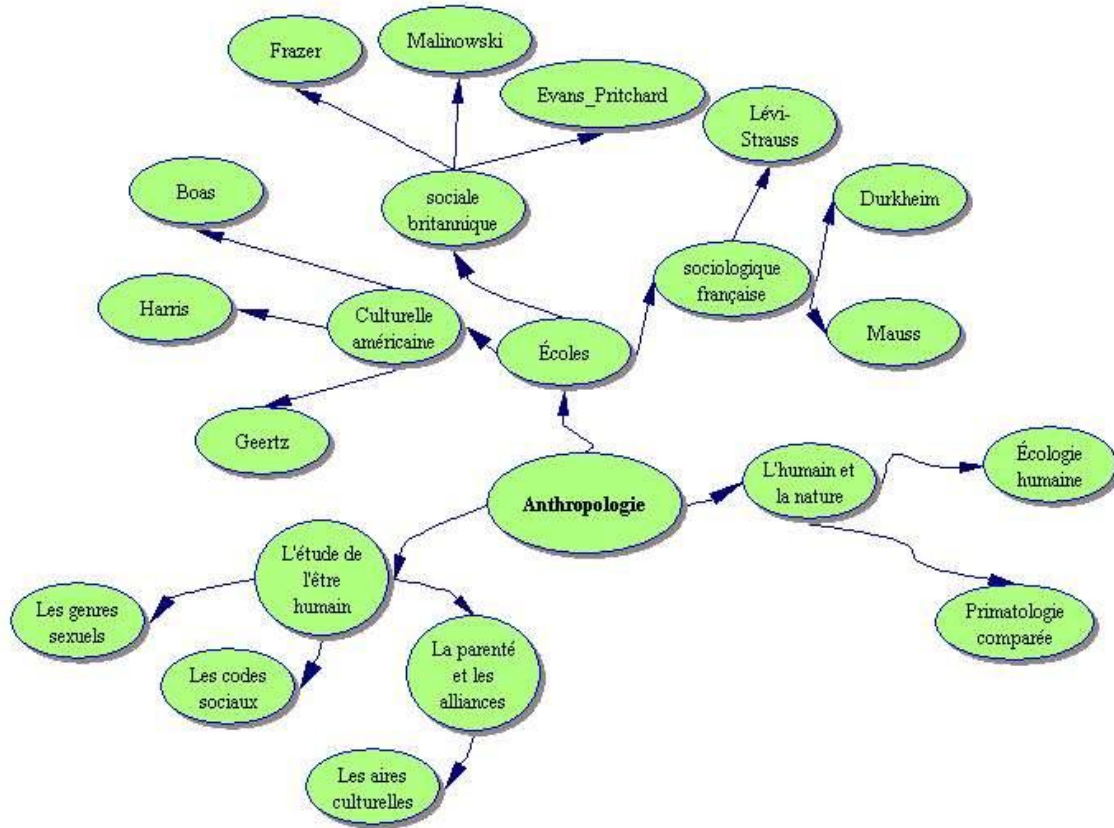 Frazer
Malinowski
Evans_Pritchard
Lévi-
Strauss
Boas
sociale
britannique
Durkheim
sociologique
française
Harris
Culturelle
américaine
Écoles
Mauss
Geertz
L'humain et
la nature
Écologie
humaine
Anthropologie
L'étude de
l'être
humain
Les genres
sexuels
Primatologie
comparée
La parenté
et les
alliances
Les codes
sociaux
Les aires
culturelles